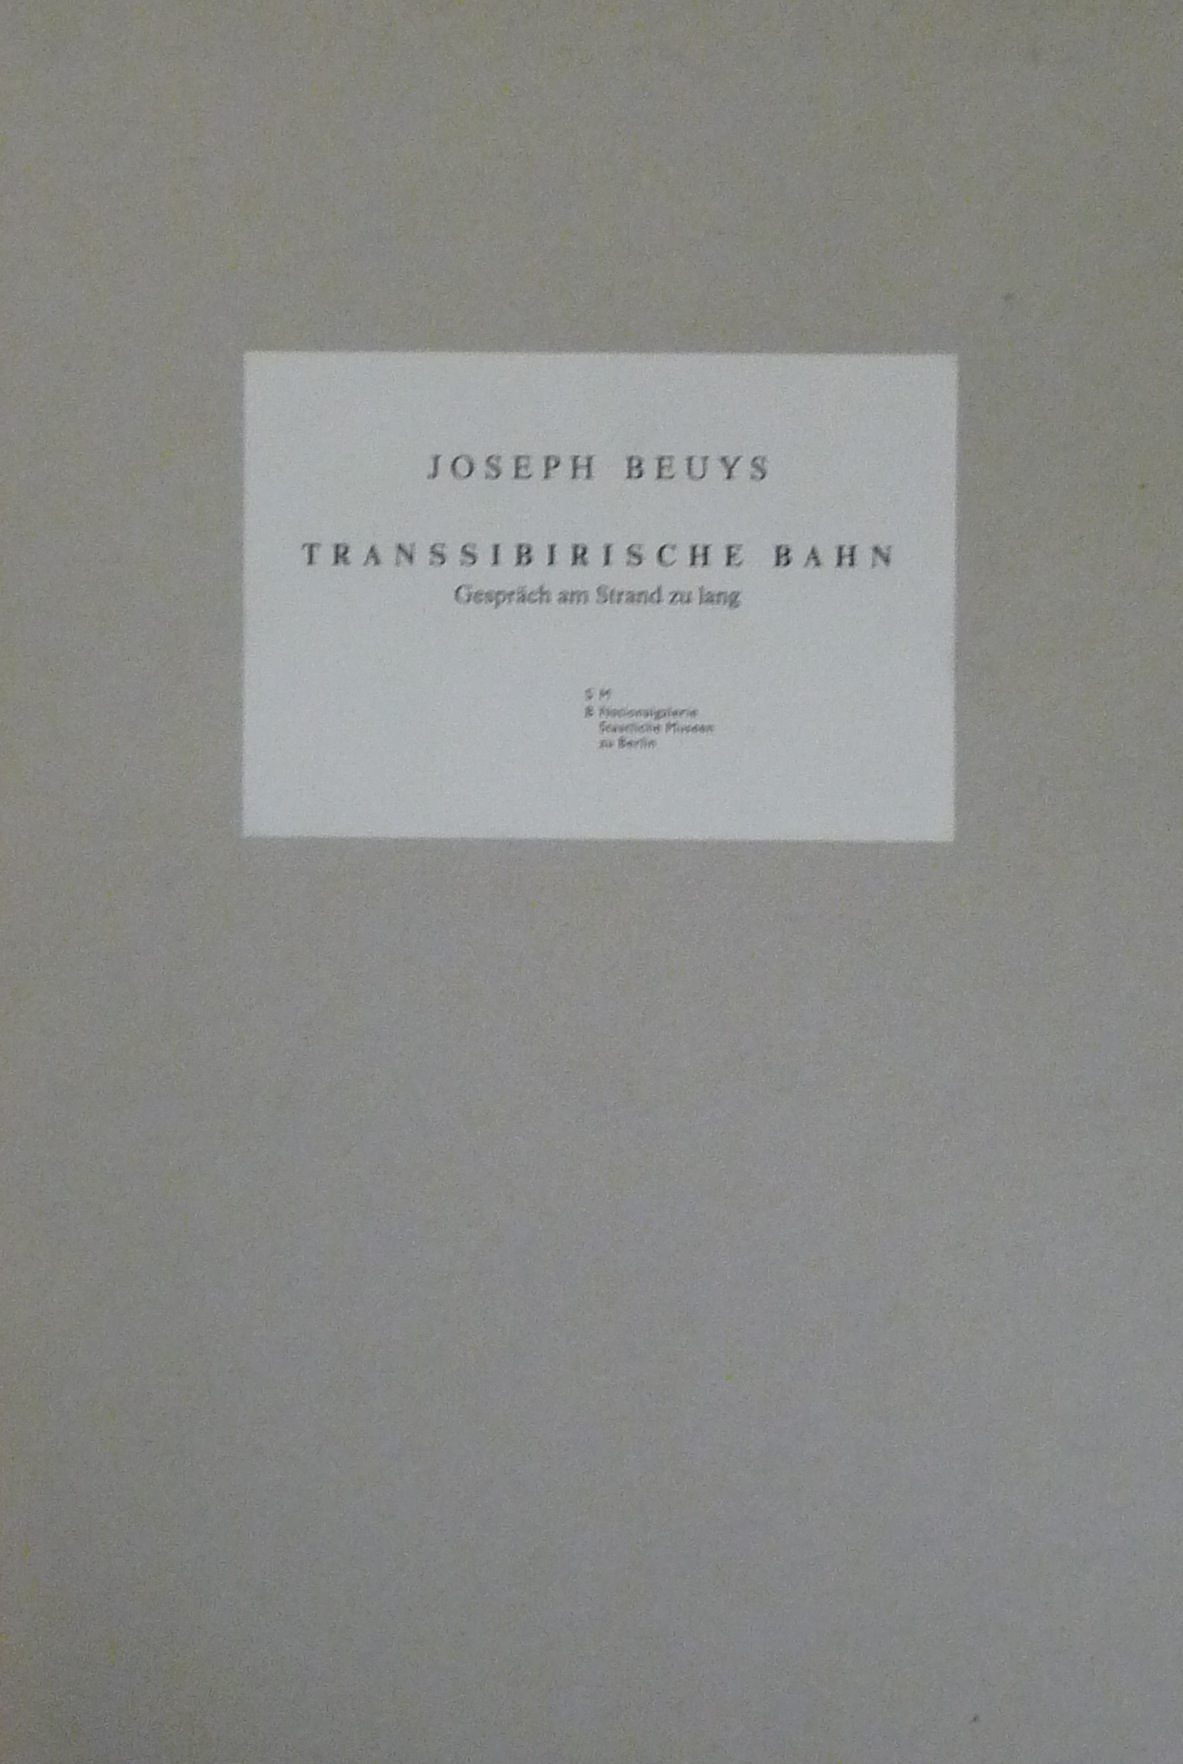 JOSEPH BEUYS
TRANSSIBIRISCHE BAHN
Gespräch am Strand zu lang
S M
B Nationalgalerie
Staatliche Museen
zu Berlin